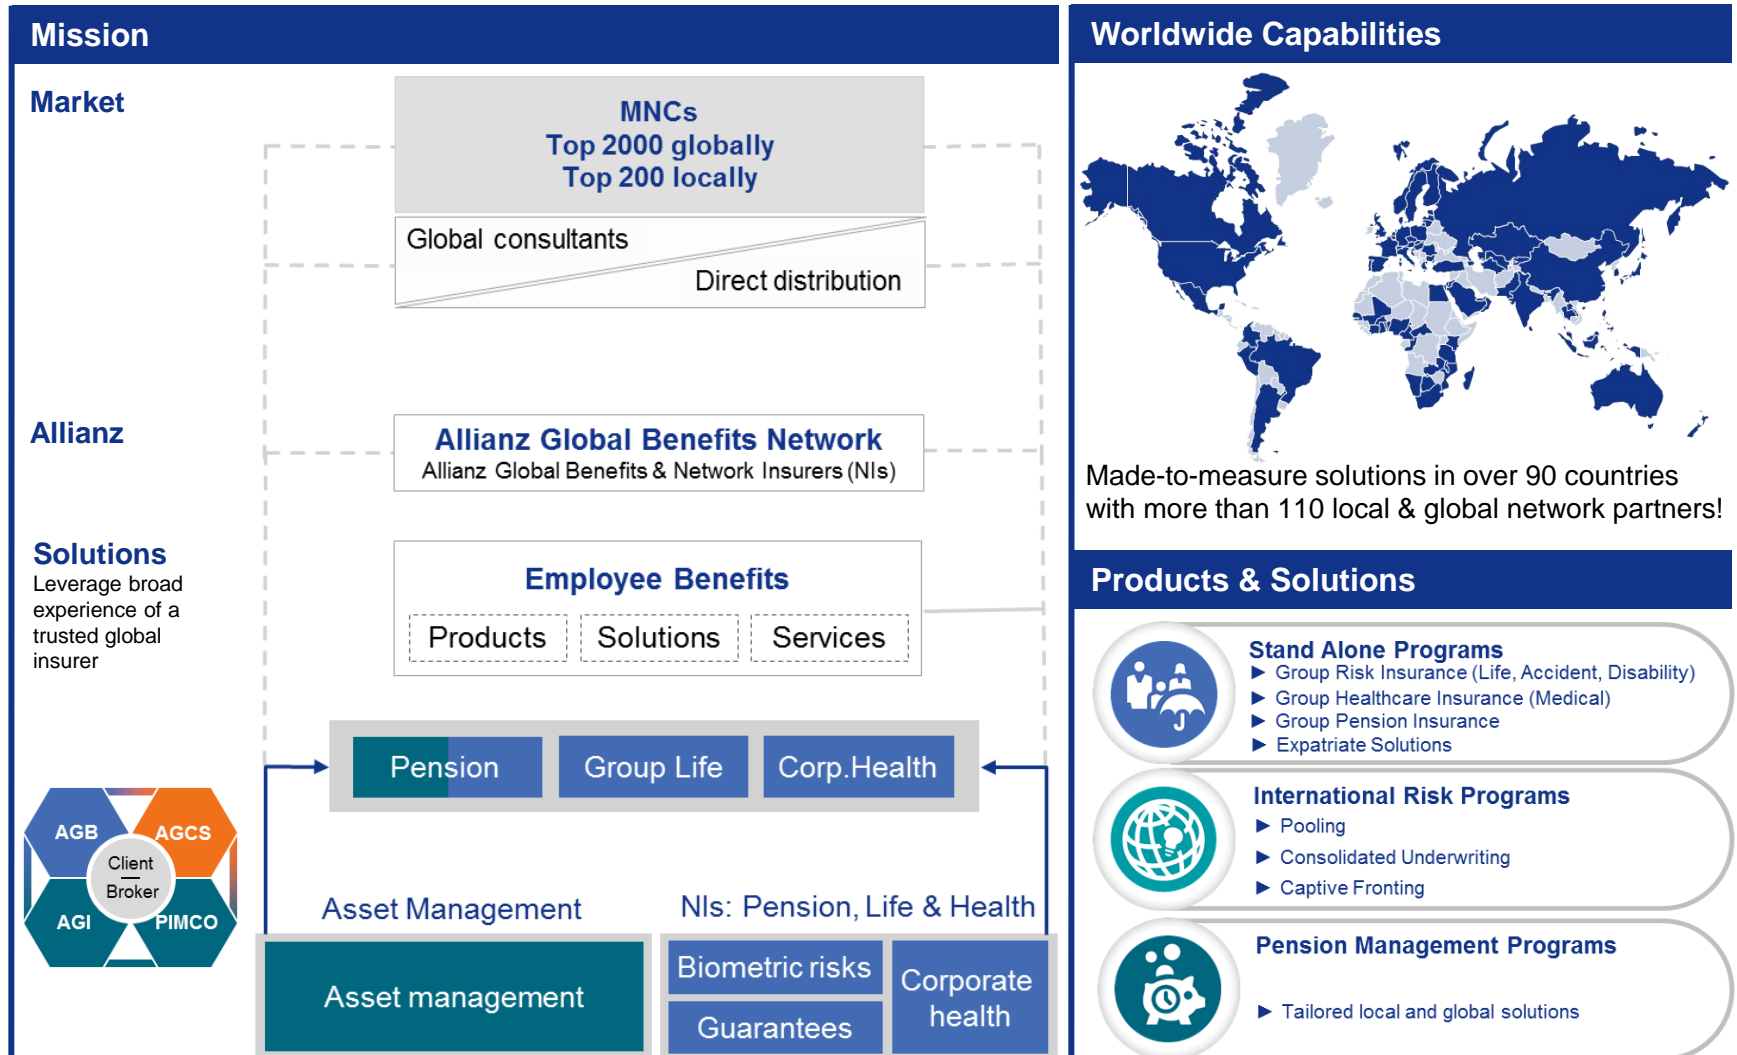 Mission
Market
MNCs
Top 2000 globally
Top 200 locally
Global consultants
Direct distribution
Allianz
Allianz Global Benefits Network
Allianz Global Benefits & Network Insurers (NIs)
Solutions
Leverage broad
experience of a
trusted global
insurer
Employee Benefits
Products
Solutions
Services
Pension
Group Life
Corp.Health
AGB
AGCS
Client
Broker
AGI
PIMCO
Asset Management
NIs: Pension, Life & Health
Asset management
Biometric risks
Guarantees
Corporate
health
Worldwide Capabilities
Made-to-measure solutions in over 90 countries
with more than 110 local & global network partners!
Products & Solutions
Stand Alone Programs
► Group Risk Insurance (Life, Accident, Disability)
► Group Healthcare Insurance (Medical)
► Group Pension Insurance
► Expatriate Solutions
International Risk Programs
► Pooling
► Consolidated Underwriting
► Captive Fronting
Pension Management Programs
► Tailored local and global solutions